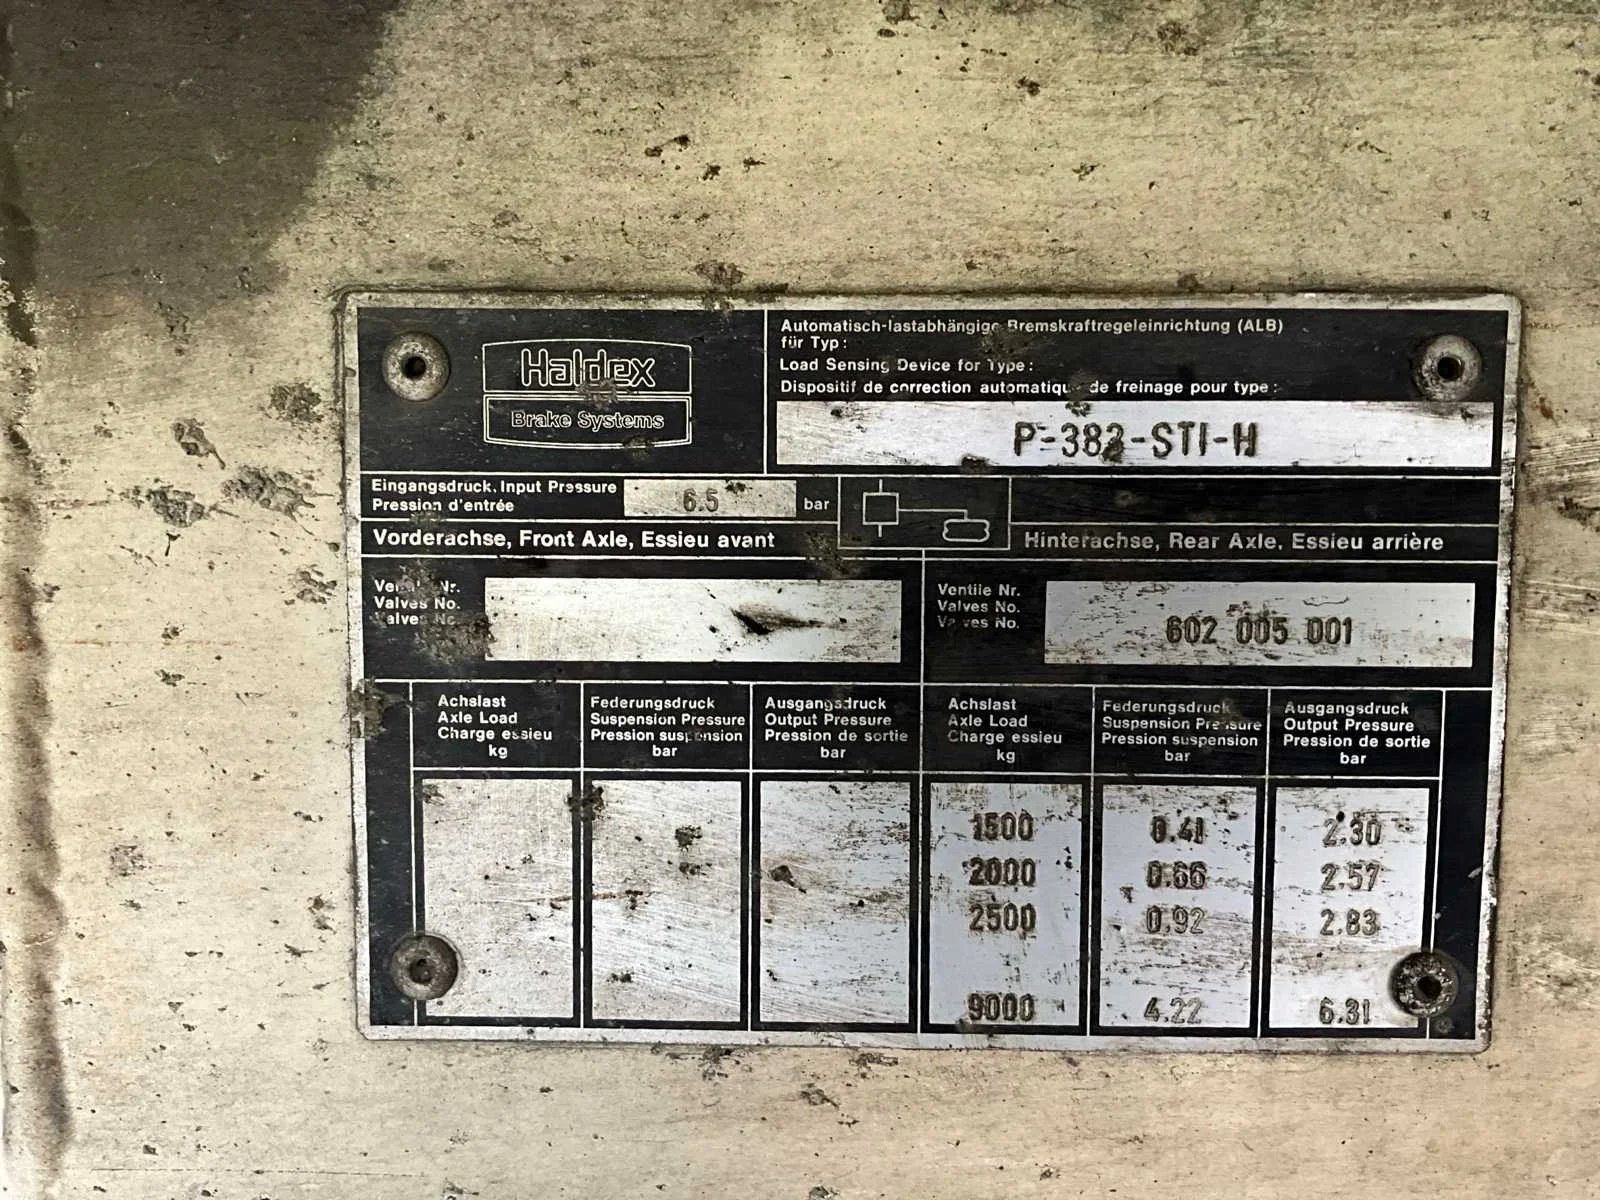 Haldex
Brake Systems
Automatisch-lastabhängige Bremskraftregeleinrichtung (ALB)
für Typ:
Load Sensing Device for Type:
Dispositif de correction automatique de freinage pour type:
P-382-STI-H
Eingangsdruck, Input Pressure
Pression d'entrée
6.5
bar
Vorderachse, Front Axle, Essieu avant
Hinterachse, Rear Axle, Essieu arrière
Ventile Nr.
Valves No.
Valves No.
Ventile Nr.
Valves No.
Valves No.
602 005 001
Achslast
Axle Load
Charge essieu
kg
Federungsdruck
Suspension Pressure
Pression suspension
bar
Ausgangsdruck
Output Pressure
Pression de sortie
bar
Achslast
Axle Load
Charge essieu
kg
Federungsdruck
Suspension Pressure
Pression suspension
bar
Ausgangsdruck
Output Pressure
Pression de sortie
bar
1500 0.41 2.30
2000 0.66 2.57
2500 0.92 2.83
9000 4.22 6.31